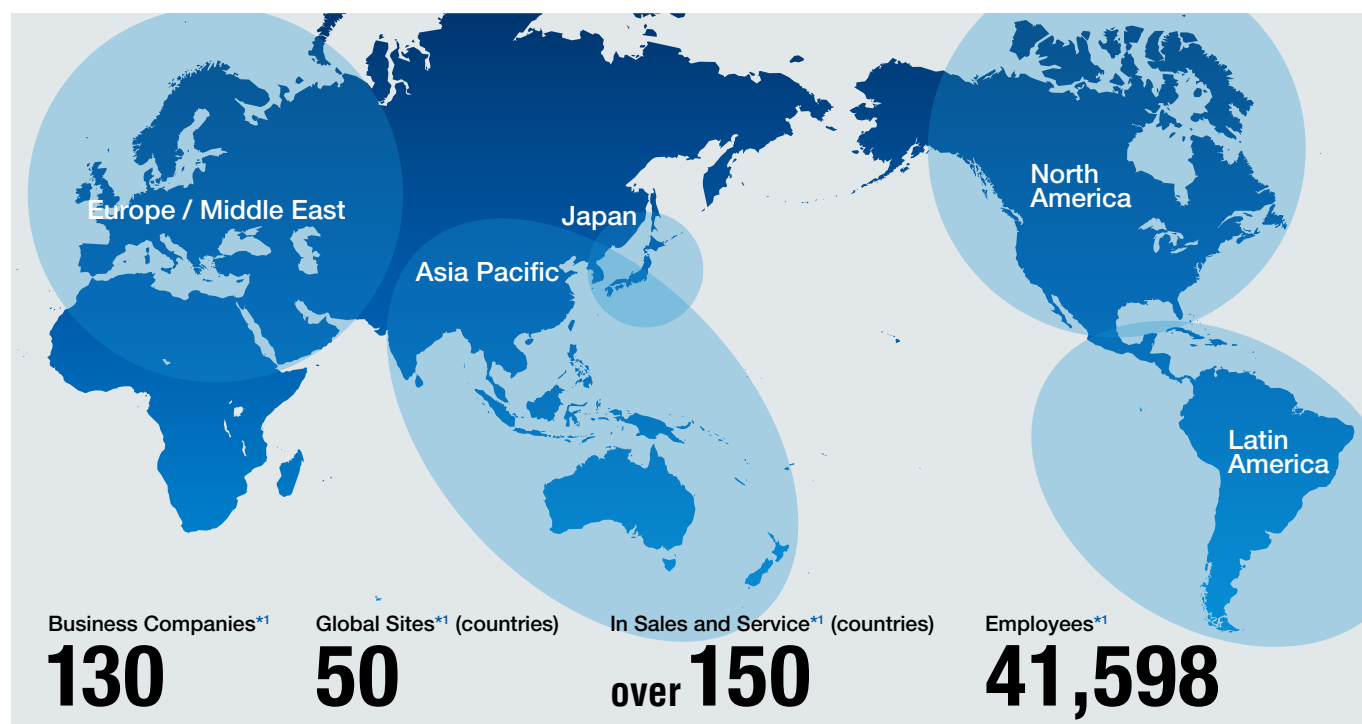 Europe / Middle East
Japan
Asia Pacific
North
America
Latin
America
Business Companies*1
130
Global Sites*1 (countries)
50
In Sales and Service*1 (countries)
over 150
Employees*1
41,598